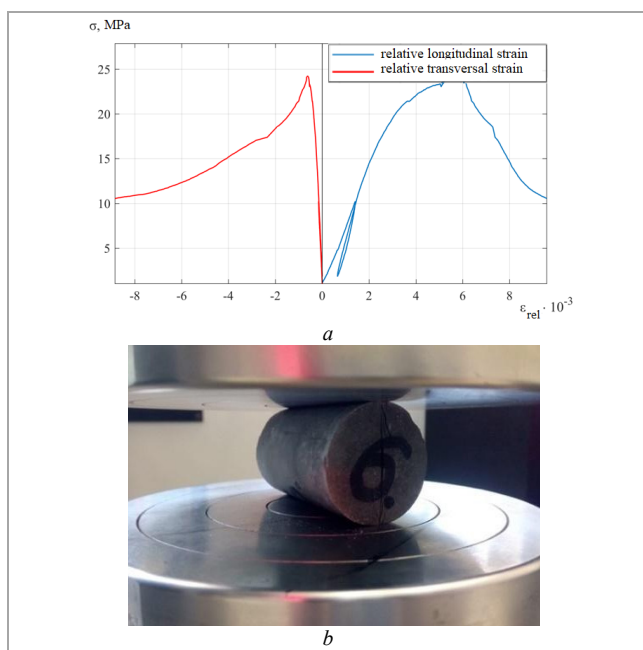 σ, MPa
relative longitudinal strain
relative transversal strain
25
20
15
10
5
-8 -6 -4 -2 0 2 4 6 8
ε_rel · 10^-3
a
6.
b